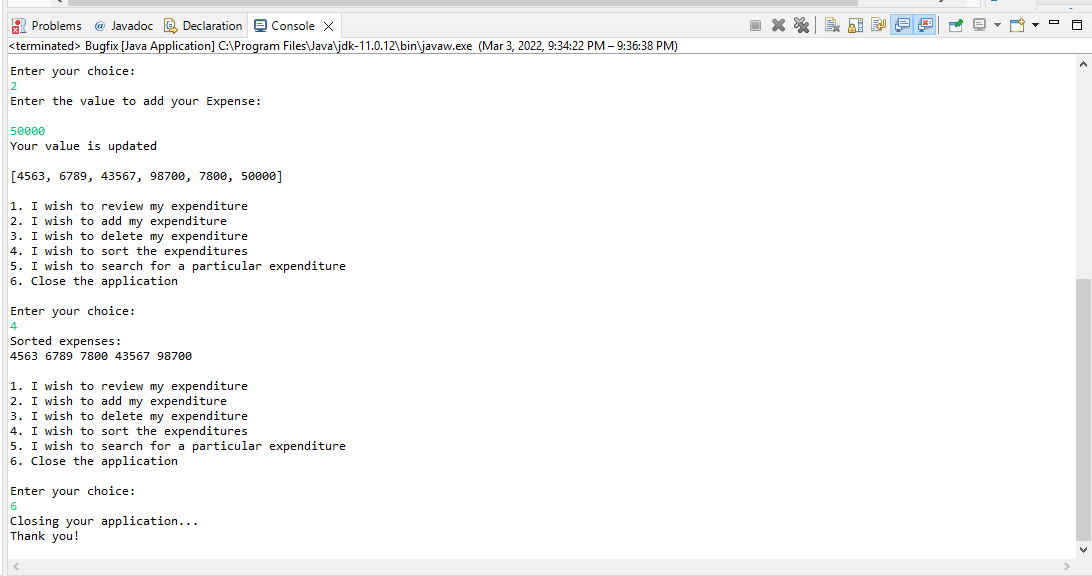 Problems @ Javadoc Declaration Console
<terminated> Bugfix [Java Application] C:\Program Files\Java\jdk-11.0.12\bin\javaw.exe (Mar 3, 2022, 9:34:22 PM – 9:36:38 PM)
Enter your choice:
2
Enter the value to add your Expense:
50000
Your value is updated
[4563, 6789, 43567, 98700, 7800, 50000]
1. I wish to review my expenditure
2. I wish to add my expenditure
3. I wish to delete my expenditure
4. I wish to sort the expenditures
5. I wish to search for a particular expenditure
6. Close the application
Enter your choice:
4
Sorted expenses:
4563 6789 7800 43567 98700
1. I wish to review my expenditure
2. I wish to add my expenditure
3. I wish to delete my expenditure
4. I wish to sort the expenditures
5. I wish to search for a particular expenditure
6. Close the application
Enter your choice:
6
Closing your application...
Thank you!